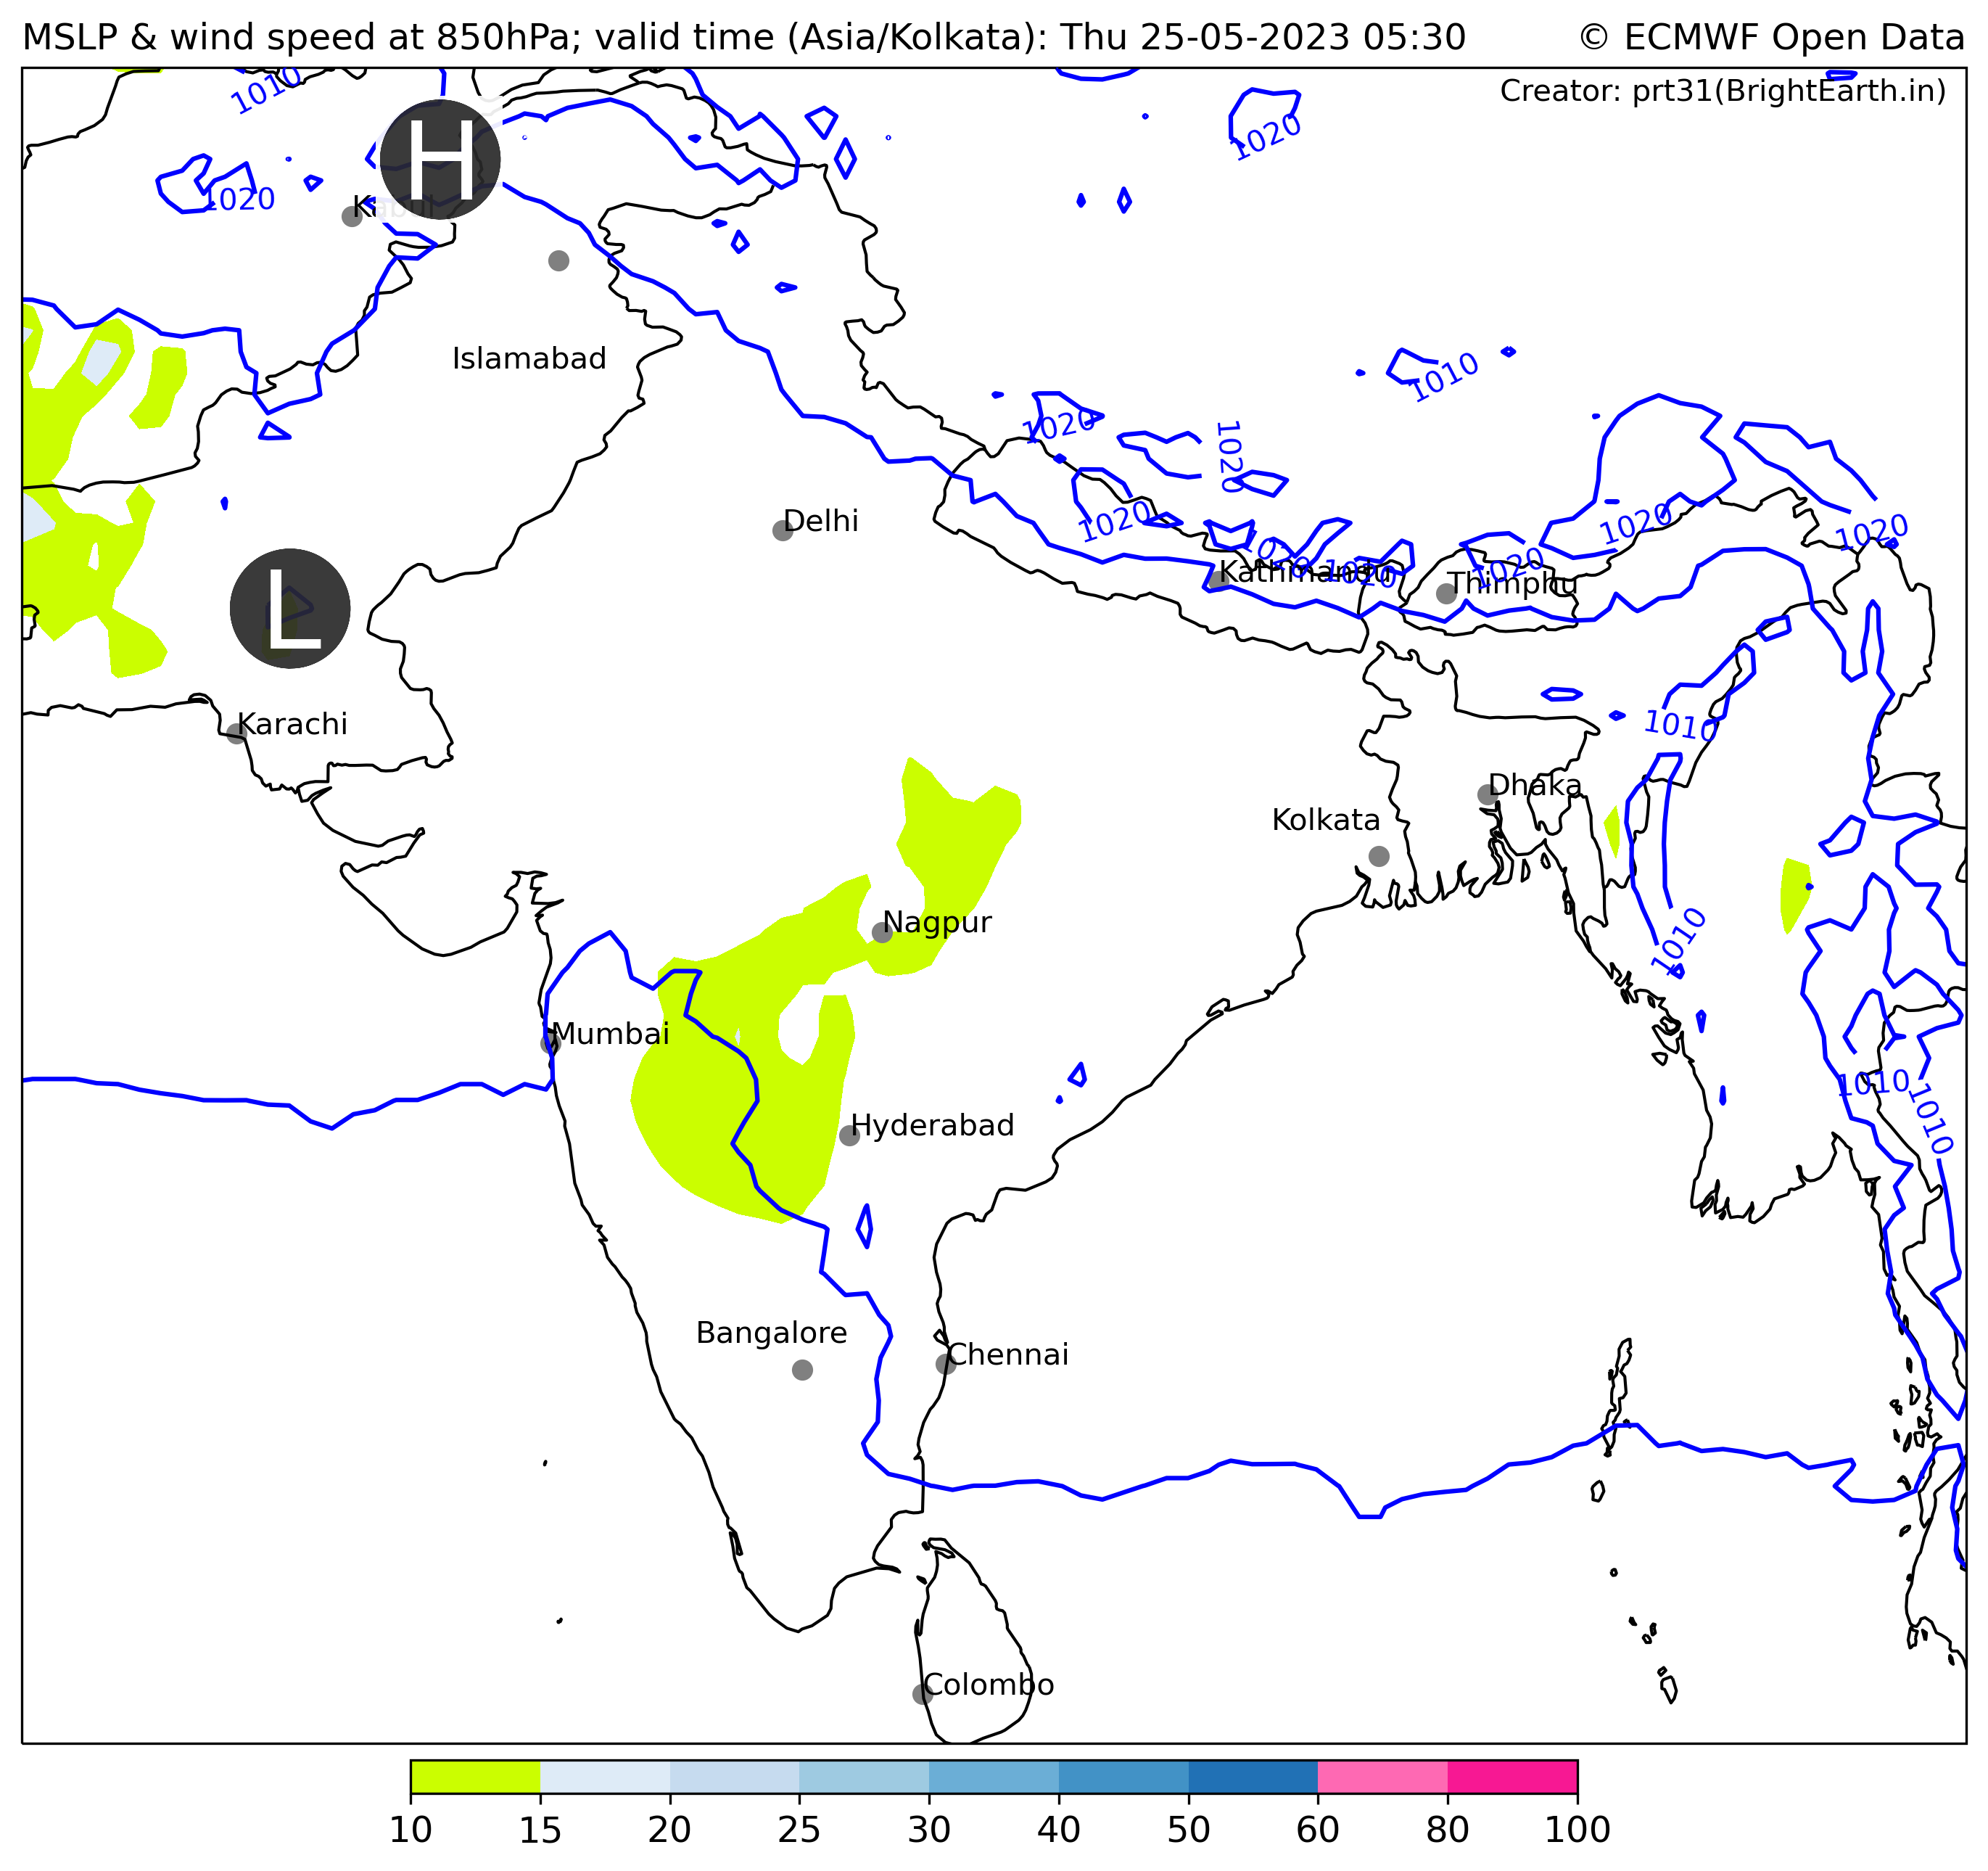 MSLP & wind speed at 850hPa; valid time (Asia/Kolkata): Thu 25-05-2023 05:30
© ECMWF Open Data
Creator: prt31(BrightEarth.in)
1010
H
1020
1020
Kabul
Islamabad
1010
1020
1020
Delhi
1020
1020
1020
1020
1020
1020
Kathmandu
1020
Thimphu
L
Karachi
1010
Dhaka
Kolkata
Nagpur
1010
Mumbai
1010
1010
Hyderabad
Bangalore
Chennai
Colombo
10 15 20 25 30 40 50 60 80 100